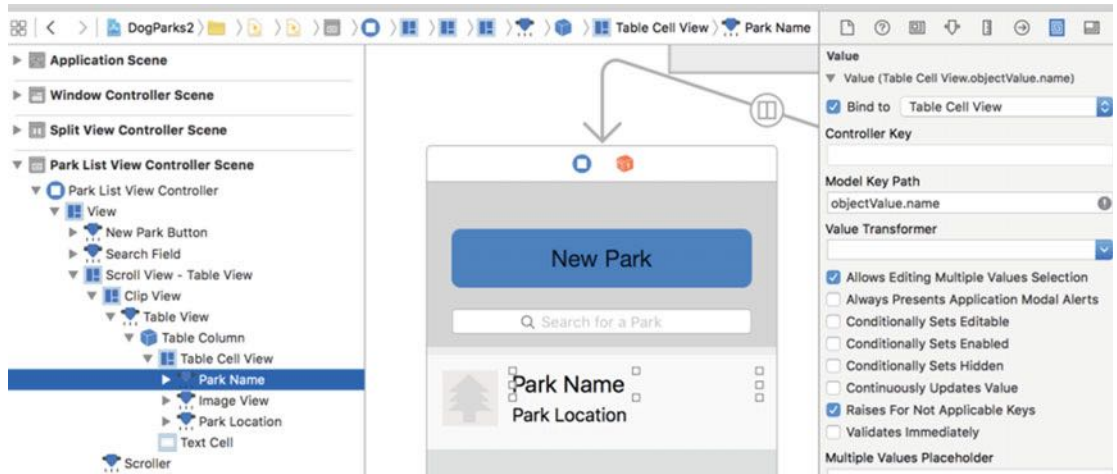 DogParks2
Table Cell View
Park Name
Application Scene
Window Controller Scene
Split View Controller Scene
Park List View Controller Scene
Park List View Controller
View
New Park Button
Search Field
Scroll View - Table View
Clip View
Table View
Table Column
Table Cell View
Park Name
Image View
Park Location
Text Cell
Scroller
New Park
Search for a Park
Park Name
Park Location
Value
Value (Table Cell View.objectValue.name)
Bind to Table Cell View
Controller Key
Model Key Path
objectValue.name
Value Transformer
Allows Editing Multiple Values Selection
Always Presents Application Modal Alerts
Conditionally Sets Editable
Conditionally Sets Enabled
Conditionally Sets Hidden
Continuously Updates Value
Raises For Not Applicable Keys
Validates Immediately
Multiple Values Placeholder